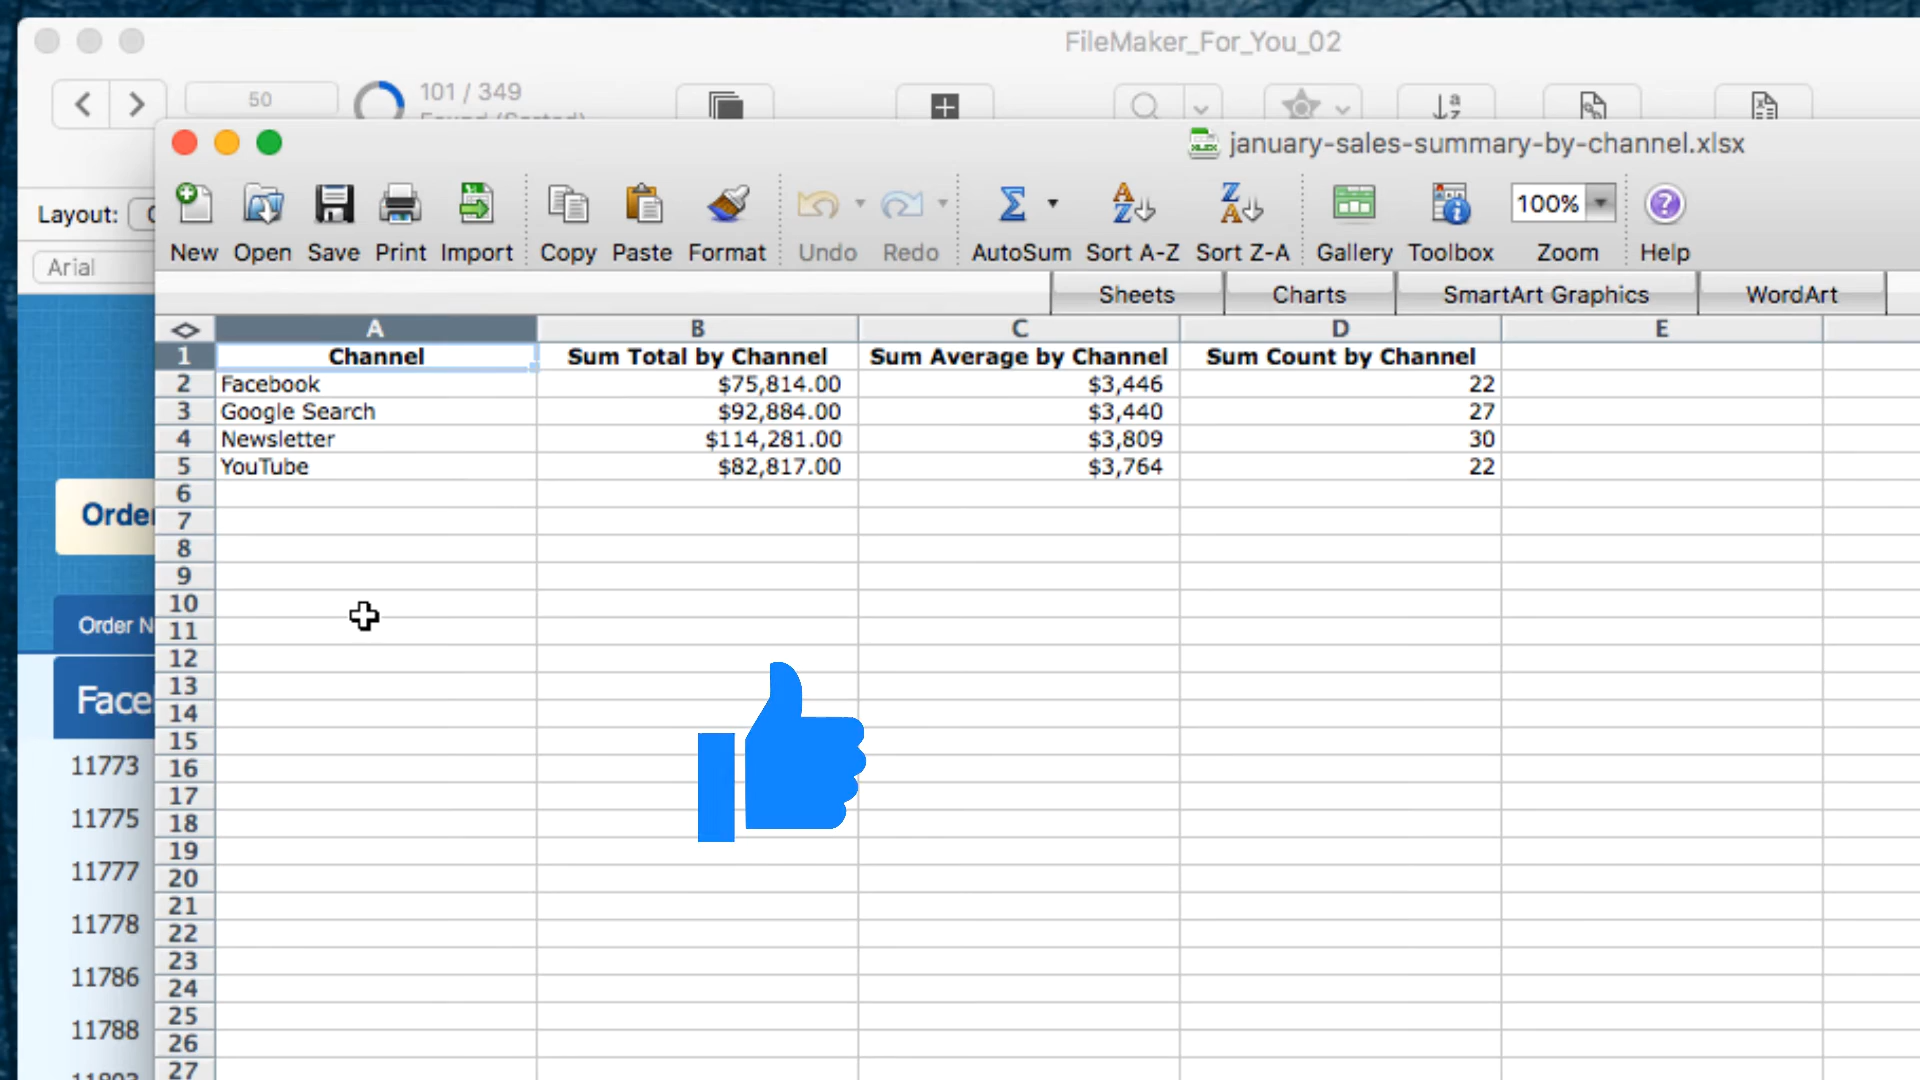 FileMaker_For_You_02
50
101 / 349
Found (Sorted)
january-sales-summary-by-channel.xlsx
Layout:
New Open Save Print Import Copy Paste Format Undo Redo AutoSum Sort A-Z Sort Z-A Gallery Toolbox 100% Zoom Help
Arial
Sheets Charts SmartArt Graphics WordArt
A B C D E
1 Channel Sum Total by Channel Sum Average by Channel Sum Count by Channel
2 Facebook $75,814.00 $3,446 22
3 Google Search $92,884.00 $3,440 27
4 Newsletter $114,281.00 $3,809 30
5 YouTube $82,817.00 $3,764 22
6
7
Order
8
9
10
Order N
11
12
Face
13
14
15
11773
16
17
11775
18
19
11777
20
21
11778
22
23
11786
24
25
11788
26
27